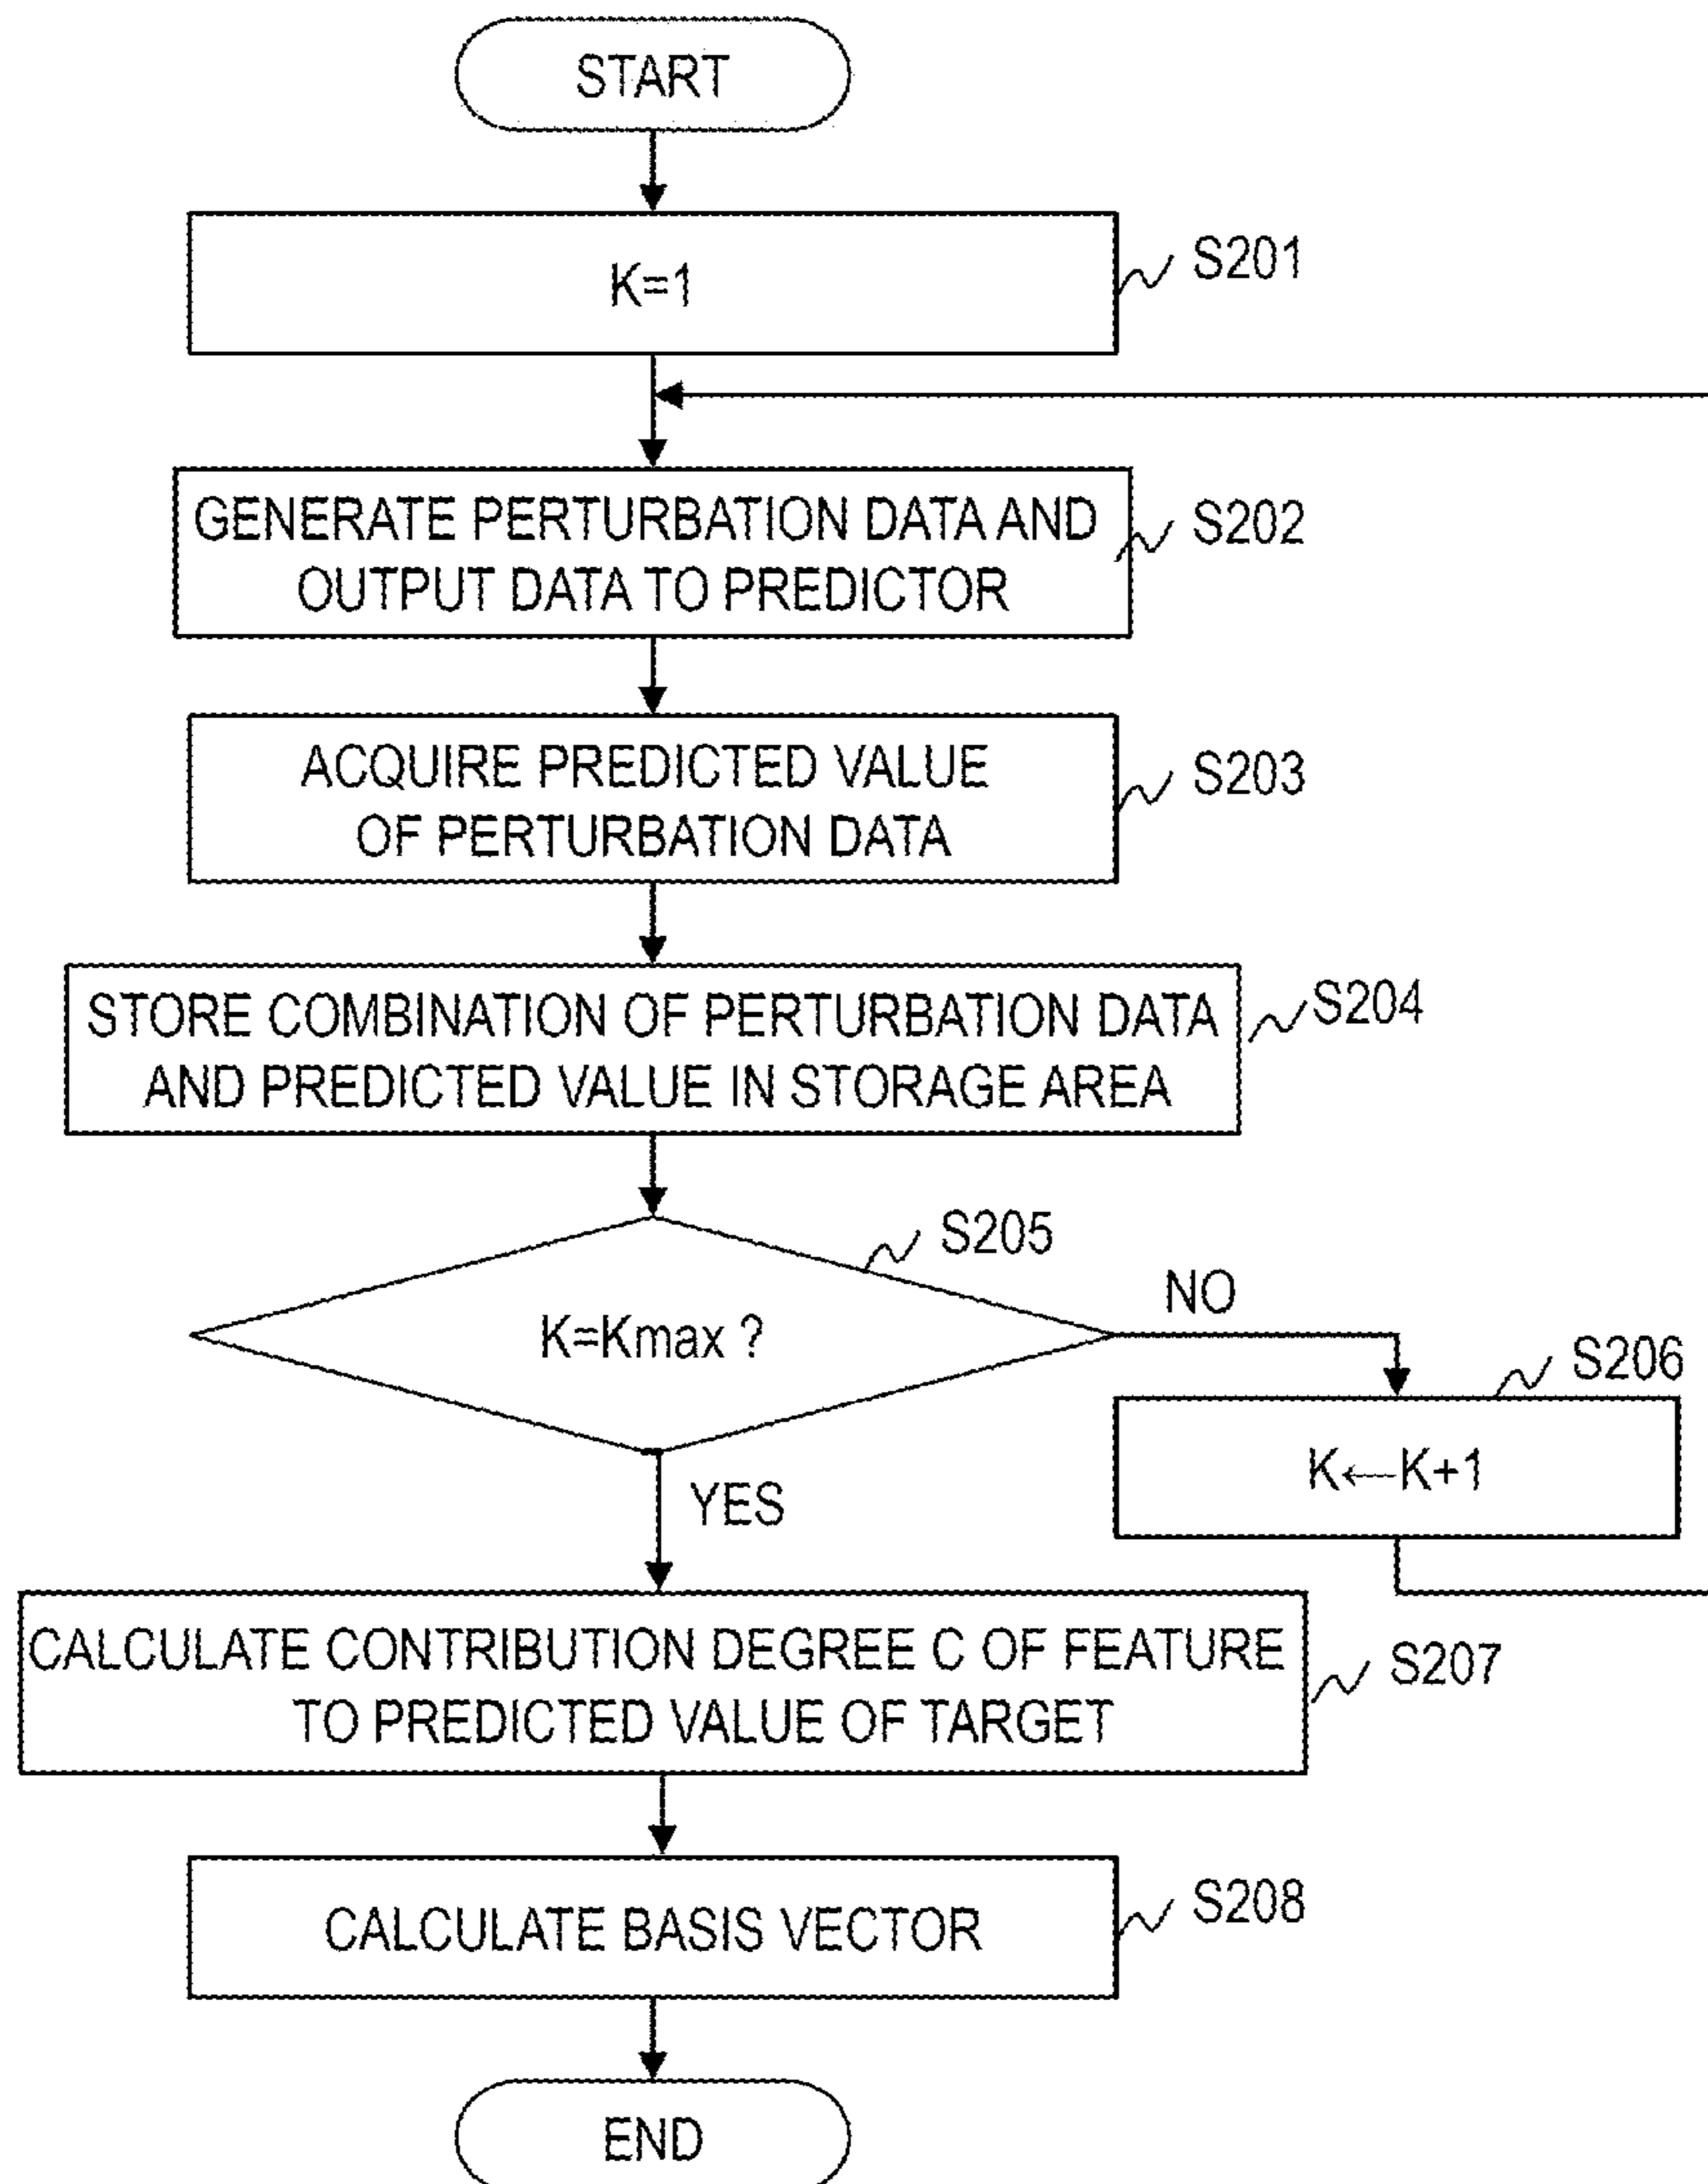 START
K=1
S201
GENERATE PERTURBATION DATA AND
OUTPUT DATA TO PREDICTOR
S202
ACQUIRE PREDICTED VALUE
OF PERTURBATION DATA
S203
STORE COMBINATION OF PERTURBATION DATA
AND PREDICTED VALUE IN STORAGE AREA
S204
S205
K=Kmax ?
NO
S206
K←K+1
YES
CALCULATE CONTRIBUTION DEGREE C OF FEATURE
TO PREDICTED VALUE OF TARGET
S207
CALCULATE BASIS VECTOR
S208
END